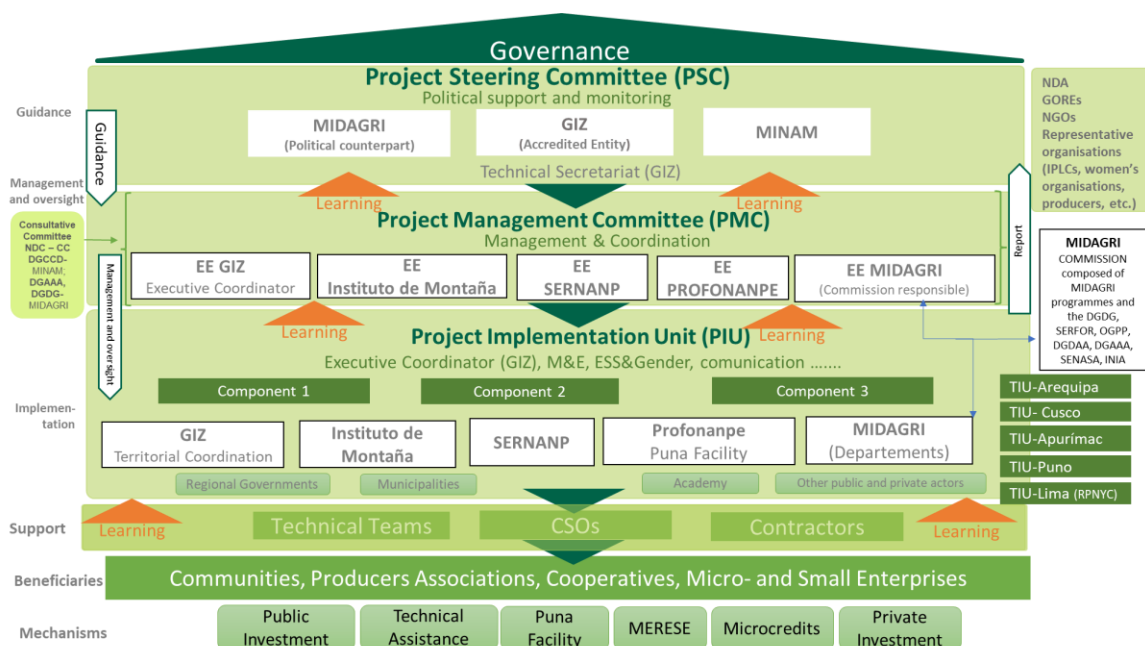 Governance
Project Steering Committee (PSC)
Political support and monitoring
Guidance
MIDAGRI
(Political counterpart)
GIZ
(Accredited Entity)
MINAM
Technical Secretariat (GIZ)
NDA
GOREs
NGOs
Representative
organisations
(IPLCs, women's
organisations,
producers, etc.)
Guidance
Management
and oversight
Learning
Learning
Project Management Committee (PMC)
Management & Coordination
Consultative
Committee
NDC – CC
DGCCD-
MINAM;
DGAAA,
DGDG-
MIDAGRI
EE GIZ
Executive Coordinator
EE
Instituto de Montaña
EE
SERNANP
EE
PROFONANPE
EE MIDAGRI
(Commission responsible)
Report
MIDAGRI
COMMISSION
composed of
MIDAGRI
programmes
and the DGDG,
SERFOR, OGPP,
DGDAA, DGAAA,
SENASA, INIA
Management and oversight
Learning
Learning
Project Implementation Unit (PIU)
Executive Coordinator (GIZ), M&E, ESS&Gender, comunication .......
Component 1
Component 2
Component 3
Implemen-
tation
GIZ
Territorial Coordination
Instituto de
Montaña
SERNANP
Profonanpe
Puna Facility
MIDAGRI
(Departements)
Regional Governments
Municipalities
Academy
Other public and private actors
TIU-Arequipa
TIU- Cusco
TIU-Apurímac
TIU-Puno
TIU-Lima (RPNYC)
Support
Learning
Technical Teams
CSOs
Contractors
Learning
Beneficiaries
Communities, Producers Associations, Cooperatives, Micro- and Small Enterprises
Mechanisms
Public
Investment
Technical
Assistance
Puna
Facility
MERESE
Microcredits
Private
Investment